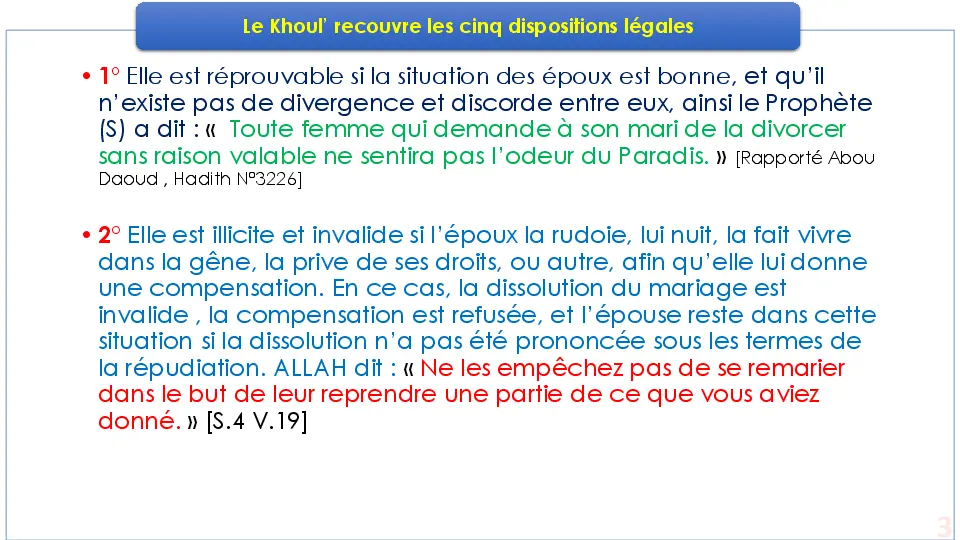 Le Khoul’ recouvre les cinq dispositions légales
• 1° Elle est réprouvable si la situation des époux est bonne, et qu’il
n’existe pas de divergence et discorde entre eux, ainsi le Prophète
(S) a dit : « Toute femme qui demande à son mari de la divorcer
sans raison valable ne sentira pas l’odeur du Paradis. » [Rapporté Abou
Daoud , Hadith N°3226]
• 2° Elle est illicite et invalide si l’époux la rudoie, lui nuit, la fait vivre
dans la gêne, la prive de ses droits, ou autre, afin qu’elle lui donne
une compensation. En ce cas, la dissolution du mariage est
invalide , la compensation est refusée, et l’épouse reste dans cette
situation si la dissolution n’a pas été prononcée sous les termes de
la répudiation. ALLAH dit : « Ne les empêchez pas de se remarier
dans le but de leur reprendre une partie de ce que vous aviez
donné. » [S.4 V.19]
3